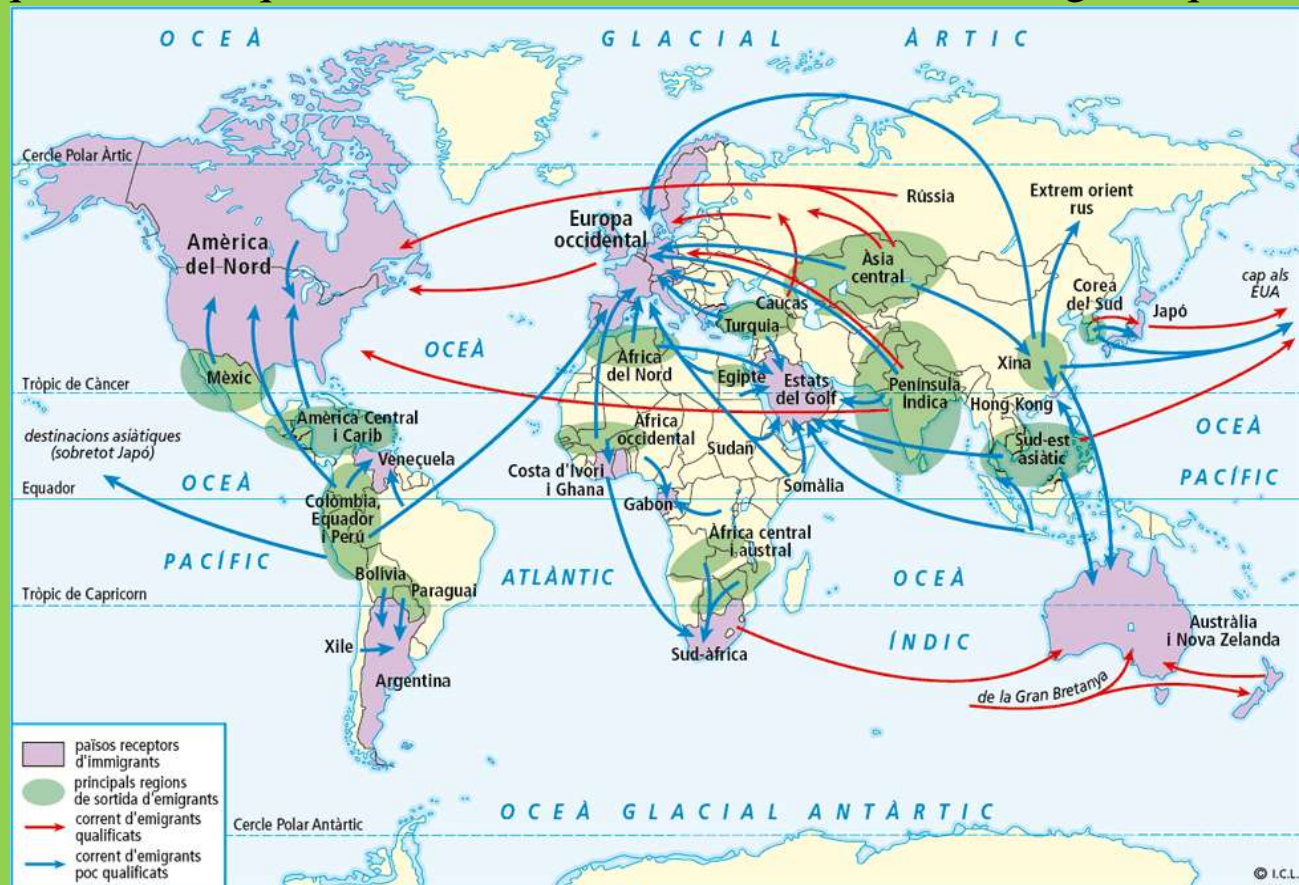 OCEÀ GLACIAL ÀRTIC
Cercle Polar Àrtic
Amèrica
del Nord
Europa
occidental
Rússia
Extrem orient
rus
Àsia
central
Corea
del Sud
Japó
cap als
EUA
Caucas
Turquia
OCEÀ
Àfrica
del Nord
Egipte
Estats
del Golf
Península
Índica
Xina
Hong Kong
Mèxic
Tròpic de Càncer
Amèrica Central
i Carib
destinacions asiàtiques
(sobretot Japó)
Àfrica
occidental
Sudan
Sud-est
asiàtic
OCEÀ
PACÍFIC
Veneçuela
Costa d'Ivori
i Ghana
Somàlia
OCEÀ
Equador
Colòmbia,
Equador
i Perú
Gabon
Àfrica central
i austral
PACÍFIC
ATLÀNTIC
OCEÀ
Bolívia
Paraguai
Tròpic de Capricorn
Xile
Argentina
Sud-àfrica
ÍNDIC
Austràlia
i Nova Zelanda
de la Gran Bretanya
països receptors
d'immigrants
principals regions
de sortida d'emigrants
corrent d'emigrants
qualificats
corrent d'emigrants
poc qualificats
OCEÀ GLACIAL ANTÀRTIC
Cercle Polar Antàrtic
© I.C.L.